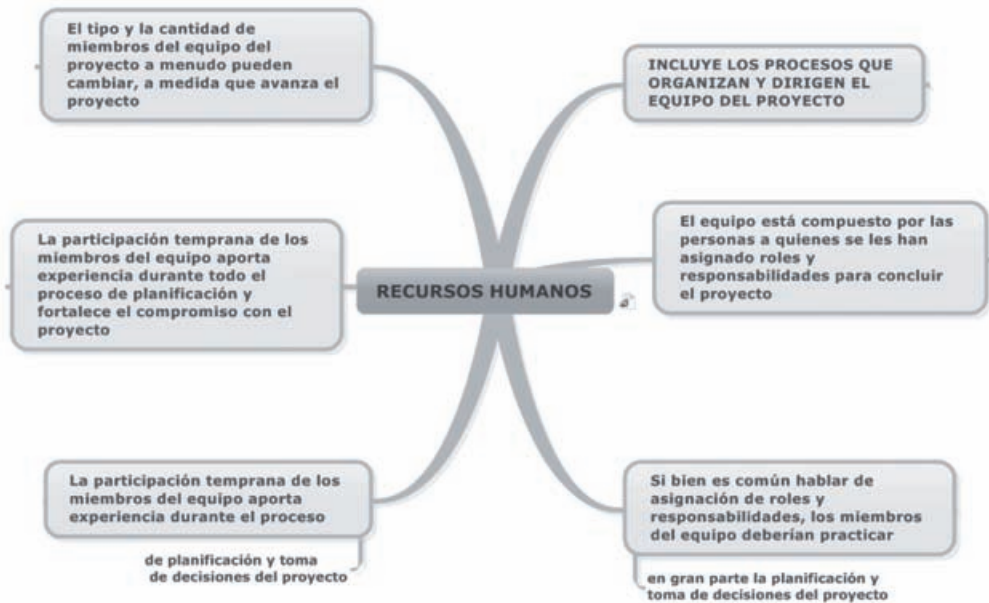 El tipo y la cantidad de
miembros del equipo del
proyecto a menudo pueden
cambiar, a medida que avanza el
proyecto
INCLUYE LOS PROCESOS QUE
ORGANIZAN Y DIRIGEN EL
EQUIPO DEL PROYECTO
La participación temprana de los
miembros del equipo aporta
experiencia durante todo el
proceso de planificación y
fortalece el compromiso con el
proyecto
RECURSOS HUMANOS
El equipo está compuesto por las
personas a quienes se les han
asignado roles y
responsabilidades para concluir
el proyecto
La participación temprana de los
miembros del equipo aporta
experiencia durante el proceso
de planificación y toma
de decisiones del proyecto
Si bien es común hablar de
asignación de roles y
responsabilidades, los miembros
del equipo deberían practicar
en gran parte la planificación y
toma de decisiones del proyecto